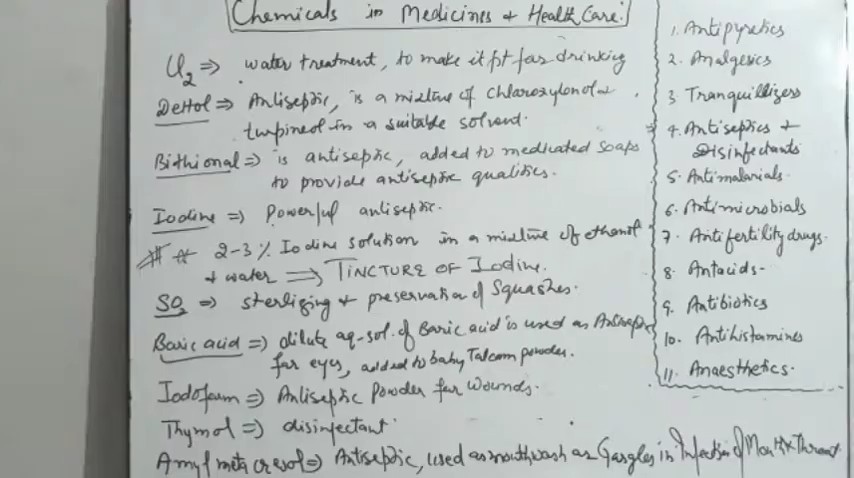 Chemicals in Medicines & Health Care:
Cl2 ⇒ water treatment, to make it fit for drinking
Dettol ⇒ Antiseptic, is a mixture of Chloroxylenol &
terpineol in a suitable solvent.
Bithional ⇒ is antiseptic, added to medicated soaps
to provide antiseptic qualities.
Iodine ⇒ Powerful antiseptic.
2-3% Iodine solution in a mixture of ethanol
& water ⇒ TINCTURE OF Iodine.
SO2 ⇒ sterlizing & preservation of Squashes.
Boric acid ⇒ dilute aq. sol. of Boric acid is used as Antisep
for eyes, added to baby Talcom powder.
Iodoform ⇒ Antiseptic Powder for wounds.
Thymol ⇒ disinfectant.
Amyl meta cresol ⇒ Antiseptic, used as mouthwash as Gargles in Infection of Mouth & Throat
1. Antipyretics
2. Analgesics
3. Tranquillizers
4. Antiseptics &
Disinfectants
5. Antimalarials.
6. Antimicrobials
7. Antifertility drugs.
8. Antacids-
9. Antibiotics
10. Antihistamines
11. Anaesthetics.